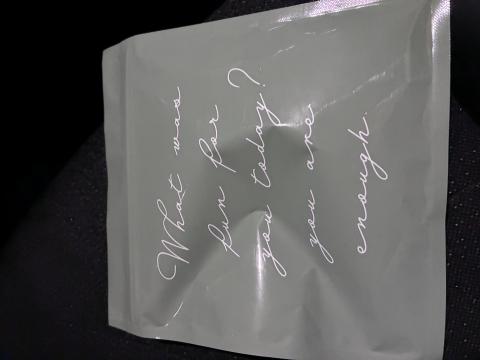 What was
fun for
you today?
you are
enough.